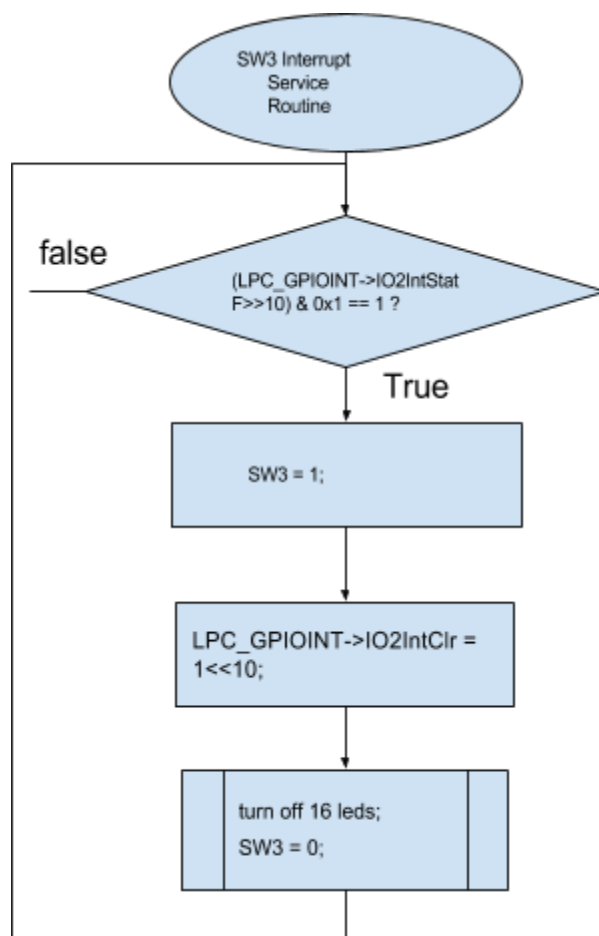 SW3 Interrupt
Service
Routine
false
(LPC_GPIOINT->IO2IntStat
F>>10) & 0x1 == 1 ?
True
SW3 = 1;
LPC_GPIOINT->IO2IntClr =
1<<10;
turn off 16 leds;
SW3 = 0;